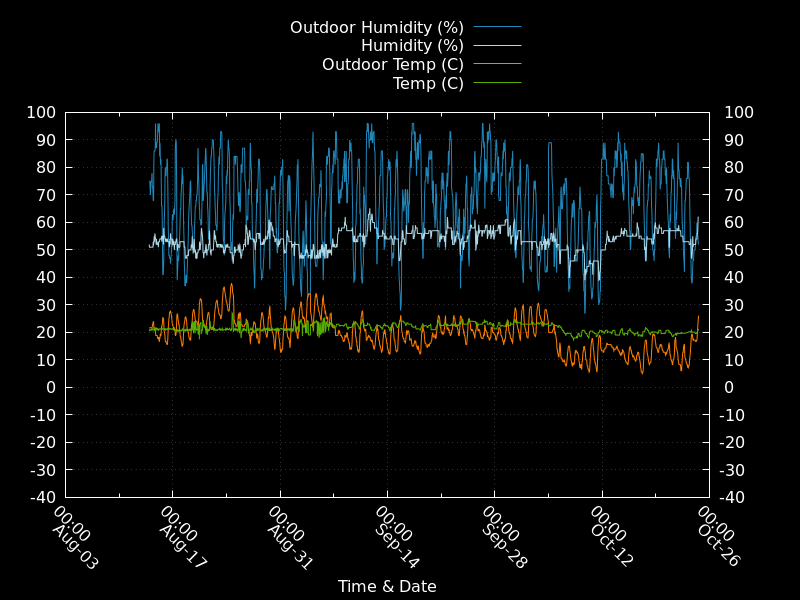 Outdoor Humidity (%)
Humidity (%)
Outdoor Temp (C)
Temp (C)
100 100
90 90
80 80
70 70
60 60
50 50
40 40
30 30
20 20
10 10
0 0
-10 -10
-20 -20
-30 -30
-40 -40
00:00
Aug-03
00:00
Aug-17
00:00
Aug-31
00:00
Sep-14
00:00
Sep-28
00:00
Oct-12
00:00
Oct-26
Time & Date